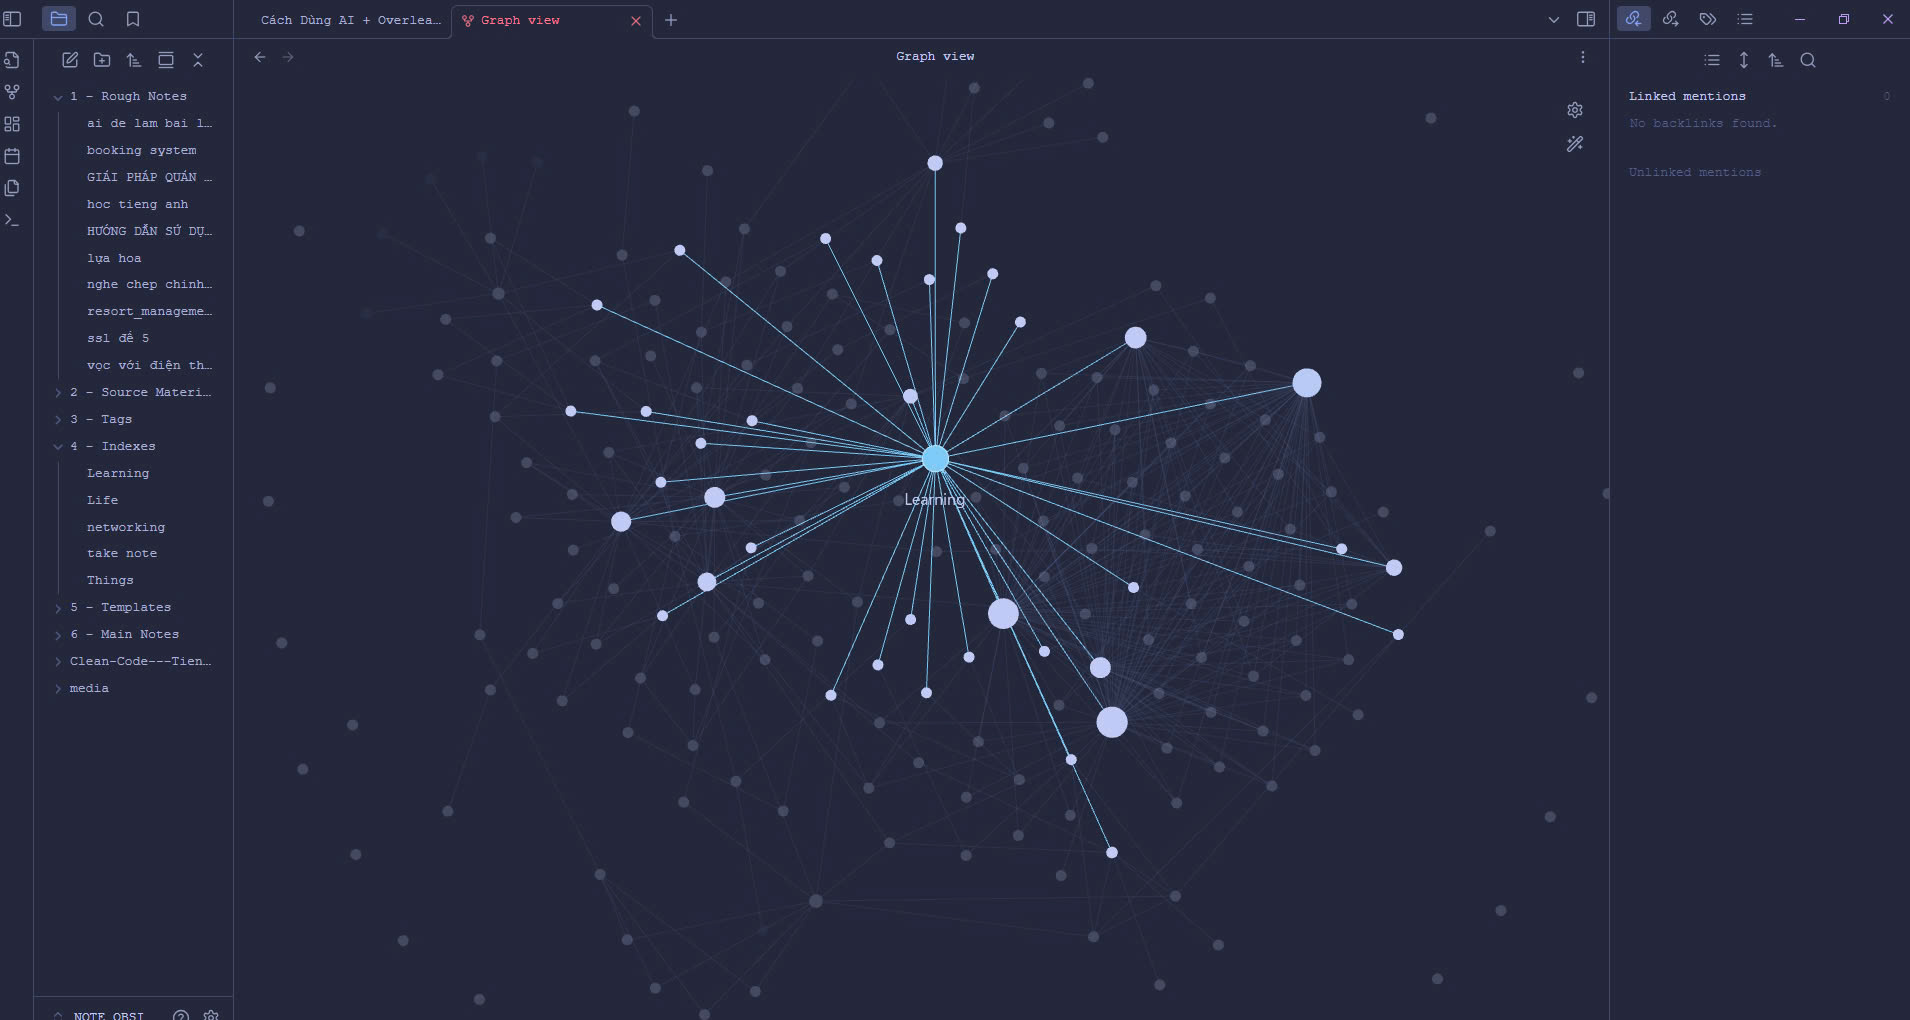 Cách Dùng AI + Overlea…
Graph view
Graph view
1 - Rough Notes
ai de lam bai l…
booking system
GIẢI PHÁP QUẢN …
hoc tieng anh
HƯỚNG DẪN SỬ DỤ…
lựa hoa
nghe chep chinh…
resort_manageme…
ssl đề 5
vọc với điện th…
2 - Source Materi…
3 - Tags
4 - Indexes
Learning
Life
networking
take note
Things
5 - Templates
6 - Main Notes
Clean-Code---Tien…
media
NOTE OBSI
Learning
Linked mentions 0
No backlinks found.
Unlinked mentions